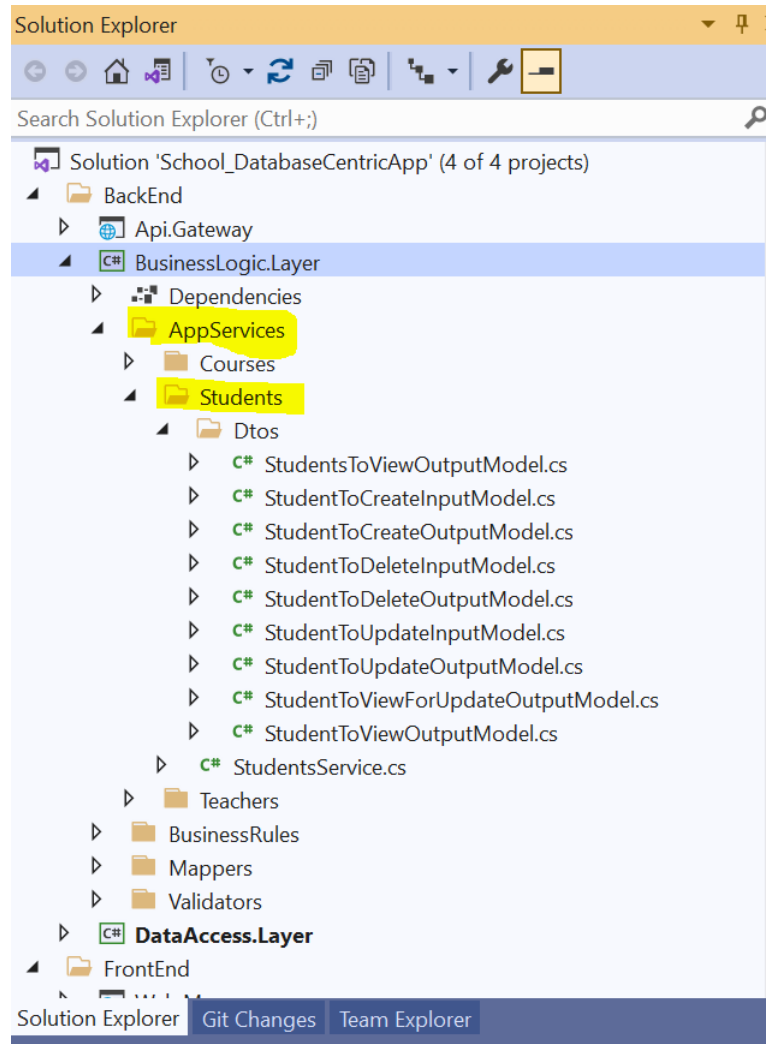 Solution Explorer
Search Solution Explorer (Ctrl+;)
Solution 'School_DatabaseCentricApp' (4 of 4 projects)
BackEnd
Api.Gateway
C# BusinessLogic.Layer
Dependencies
AppServices
Courses
Students
Dtos
C# StudentsToViewOutputModel.cs
C# StudentToCreateInputModel.cs
C# StudentToCreateOutputModel.cs
C# StudentToDeleteInputModel.cs
C# StudentToDeleteOutputModel.cs
C# StudentToUpdateInputModel.cs
C# StudentToUpdateOutputModel.cs
C# StudentToViewForUpdateOutputModel.cs
C# StudentToViewOutputModel.cs
C# StudentsService.cs
Teachers
BusinessRules
Mappers
Validators
C# DataAccess.Layer
FrontEnd
Solution Explorer Git Changes Team Explorer